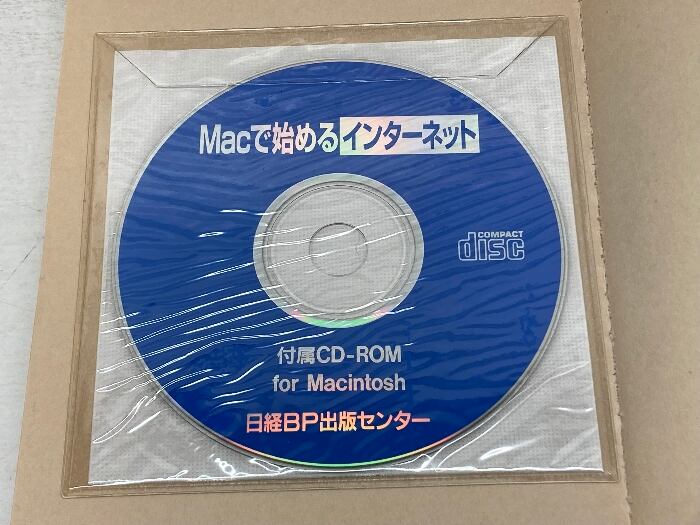 Macで始めるインターネット
COMPACT
disc
付属CD-ROM
for Macintosh
日経BP出版センター